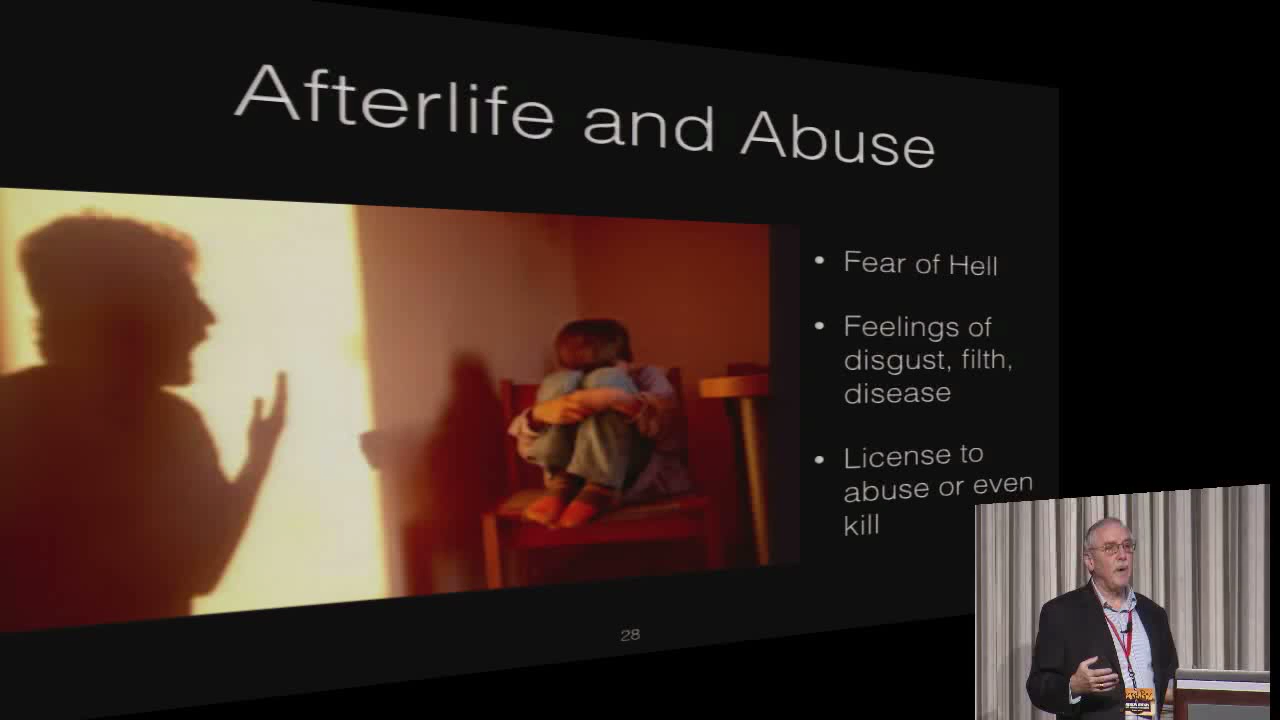 Afterlife and Abuse
• Fear of Hell
• Feelings of
disgust, filth,
disease
• License to
abuse or even
kill
28